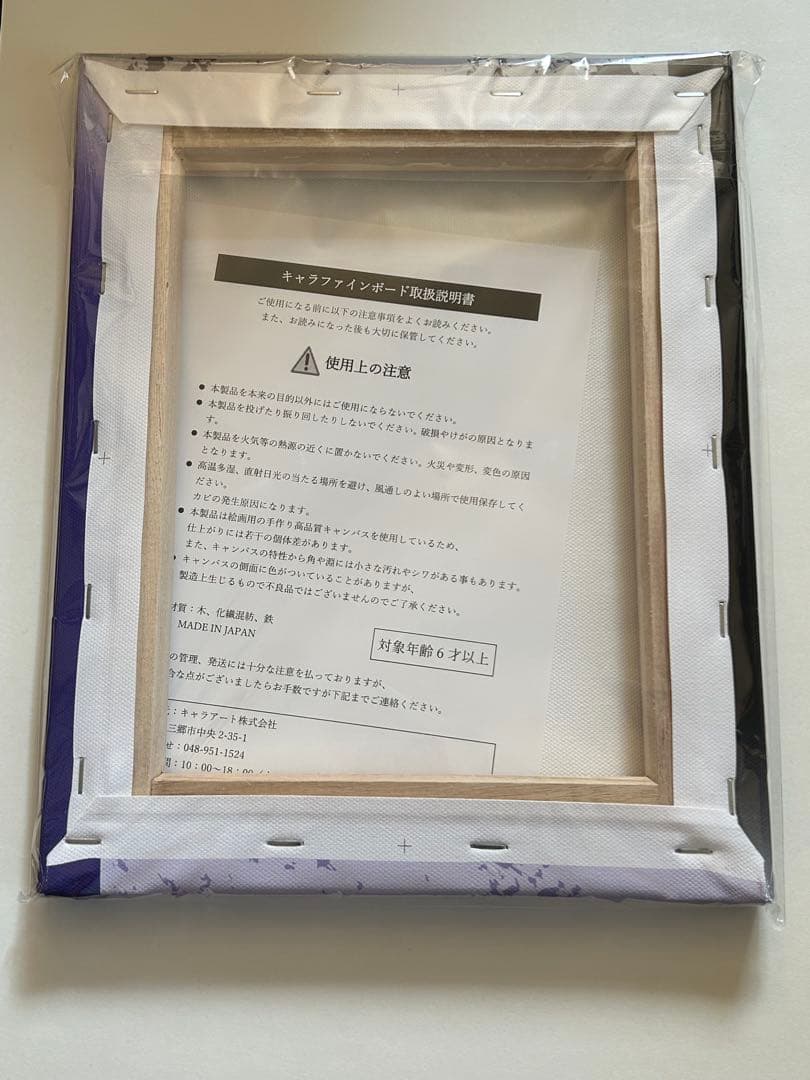 キャラファインボード取扱説明書
ご使用になる前に以下の注意事項をよくお読みください。
また、お読みになった後も大切に保管してください。
使用上の注意
● 本製品を本来の目的以外にはご使用にならないでください。
● 本製品を投げたり振り回したりしないでください。破損やけがの原因となりま
す。
● 本製品を火気等の熱源の近くに置かないでください。火災や変形、変色の原因
となります。
● 高温多湿、直射日光の当たる場所を避け、風通しのよい場所で使用保存してく
ださい。
カビの発生原因になります。
● 本製品は絵画用の手作り高品質キャンバスを使用しているため、
仕上がりには若干の個体差があります。
また、キャンバスの特性から角や淵には小さな汚れやシワがある事もあります。
● キャンバスの側面に色がついていることがありますが、
製造上生じるもので不良品ではございませんのでご了承ください。
材質：木、化繊混紡、鉄
MADE IN JAPAN
対象年齢 6 才以上
の管理、発送には十分な注意を払っておりますが、
合な点がございましたらお手数ですが下記までご連絡ください。
：キャラアート株式会社
三郷市中央 2-35-1
せ：048-951-1524
間：10：00～18：00